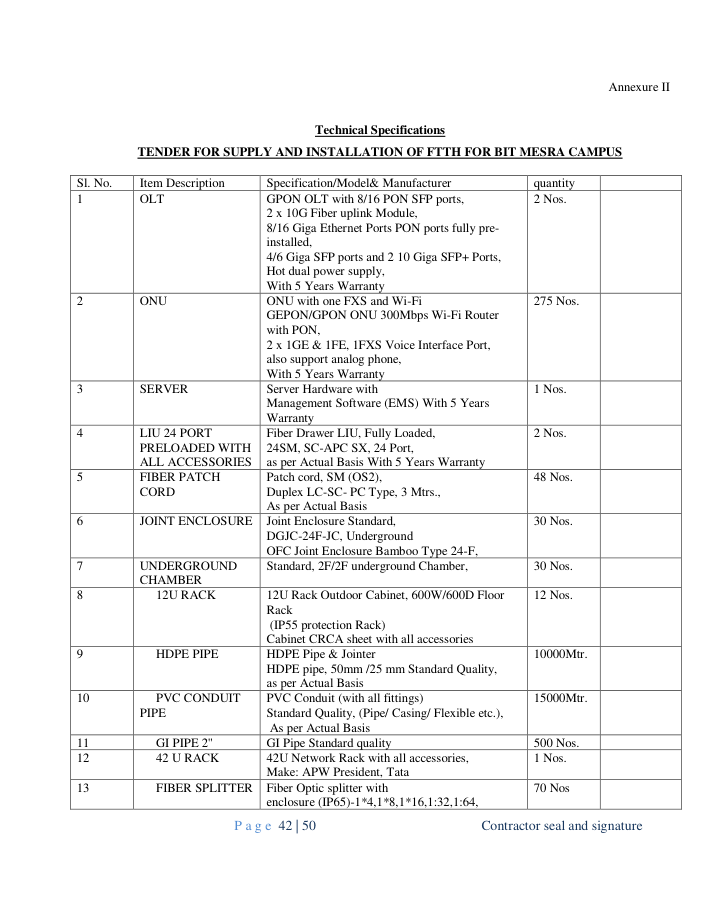 Annexure II
Technical Specifications
TENDER FOR SUPPLY AND INSTALLATION OF FTTH FOR BIT MESRA CAMPUS
Sl. No. Item Description Specification/Model& Manufacturer quantity
1 OLT GPON OLT with 8/16 PON SFP ports, 2 Nos.
2 x 10G Fiber uplink Module,
8/16 Giga Ethernet Ports PON ports fully pre-
installed,
4/6 Giga SFP ports and 2 10 Giga SFP+ Ports,
Hot dual power supply,
With 5 Years Warranty
2 ONU ONU with one FXS and Wi-Fi 275 Nos.
GEPON/GPON ONU 300Mbps Wi-Fi Router
with PON,
2 x 1GE & 1FE, 1FXS Voice Interface Port,
also support analog phone,
With 5 Years Warranty
3 SERVER Server Hardware with 1 Nos.
Management Software (EMS) With 5 Years
Warranty
4 LIU 24 PORT Fiber Drawer LIU, Fully Loaded, 2 Nos.
PRELOADED WITH 24SM, SC-APC SX, 24 Port,
ALL ACCESSORIES as per Actual Basis With 5 Years Warranty
5 FIBER PATCH Patch cord, SM (OS2), 48 Nos.
CORD Duplex LC-SC- PC Type, 3 Mtrs.,
As per Actual Basis
6 JOINT ENCLOSURE Joint Enclosure Standard, 30 Nos.
DGJC-24F-JC, Underground
OFC Joint Enclosure Bamboo Type 24-F,
7 UNDERGROUND Standard, 2F/2F underground Chamber, 30 Nos.
CHAMBER
8 12U RACK 12U Rack Outdoor Cabinet, 600W/600D Floor 12 Nos.
Rack
(IP55 protection Rack)
Cabinet CRCA sheet with all accessories
9 HDPE PIPE HDPE Pipe & Jointer 10000Mtr.
HDPE pipe, 50mm /25 mm Standard Quality,
as per Actual Basis
10 PVC CONDUIT PVC Conduit (with all fittings) 15000Mtr.
PIPE Standard Quality, (Pipe/ Casing/ Flexible etc.),
As per Actual Basis
11 GI PIPE 2" GI Pipe Standard quality 500 Nos.
12 42 U RACK 42U Network Rack with all accessories, 1 Nos.
Make: APW President, Tata
13 FIBER SPLITTER Fiber Optic splitter with 70 Nos
enclosure (IP65)-1*4,1*8,1*16,1:32,1:64,
Page 42 | 50 Contractor seal and signature